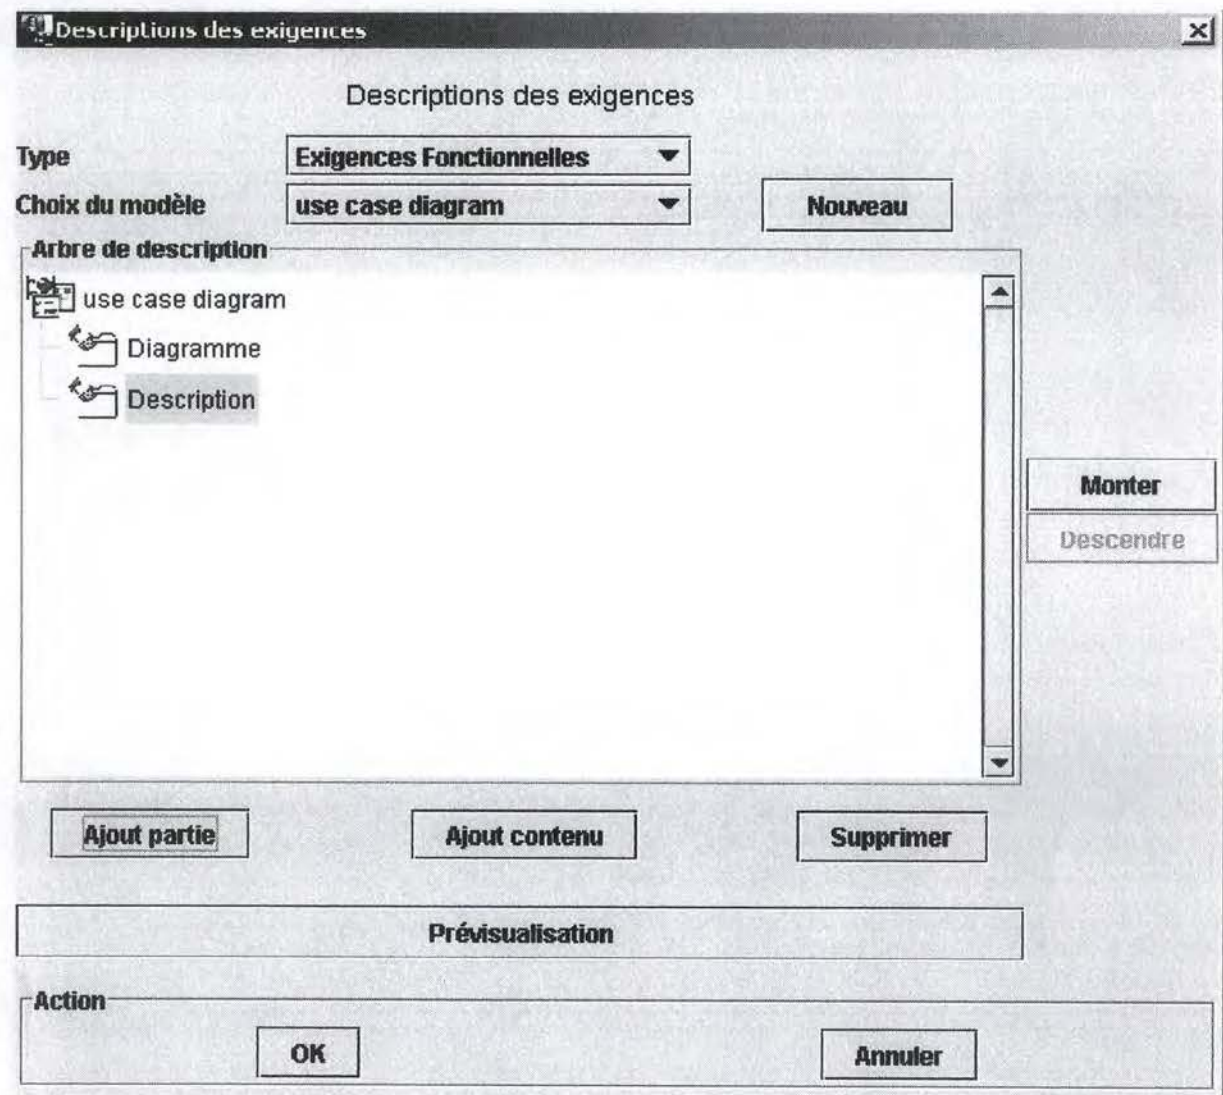 Descriptions des exigences
Descriptions des exigences
Type
Exigences Fonctionnelles
Choix du modèle
use case diagram
Nouveau
Arbre de description
use case diagram
Diagramme
Description
Monter
Descendre
Ajout partie
Ajout contenu
Supprimer
Prévisualisation
Action
OK
Annuler